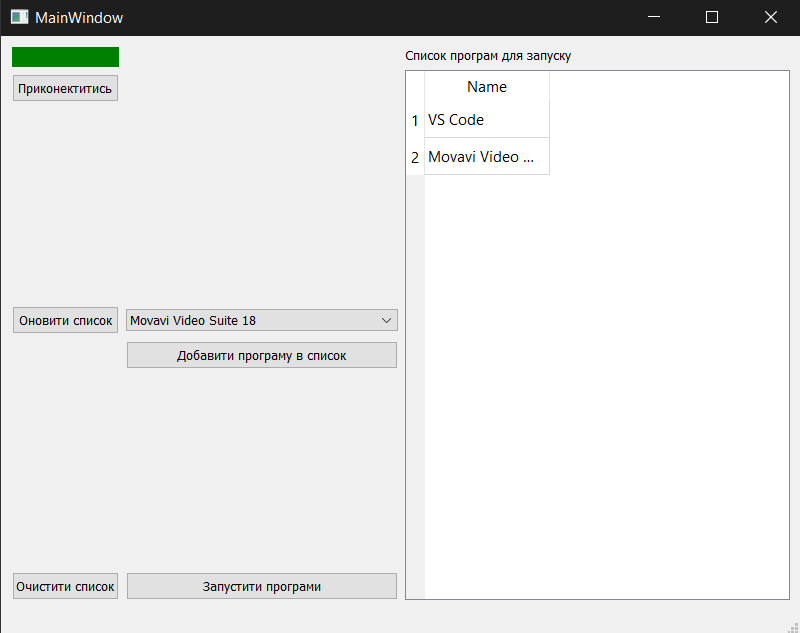 MainWindow
Приконектитись
Оновити список
Movavi Video Suite 18
Добавити програму в список
Очистити список
Запустити програми
Список програм для запуску
Name
1 VS Code
2 Movavi Video ...